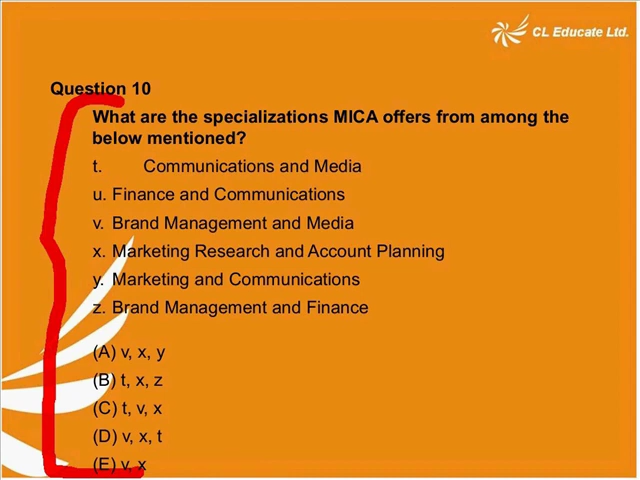 CL Educate Ltd.
Question 10
What are the specializations MICA offers from among the
below mentioned?
t. Communications and Media
u. Finance and Communications
v. Brand Management and Media
x. Marketing Research and Account Planning
y. Marketing and Communications
z. Brand Management and Finance
(A) v, x, y
(B) t, x, z
(C) t, v, x
(D) v, x, t
(E) v, x